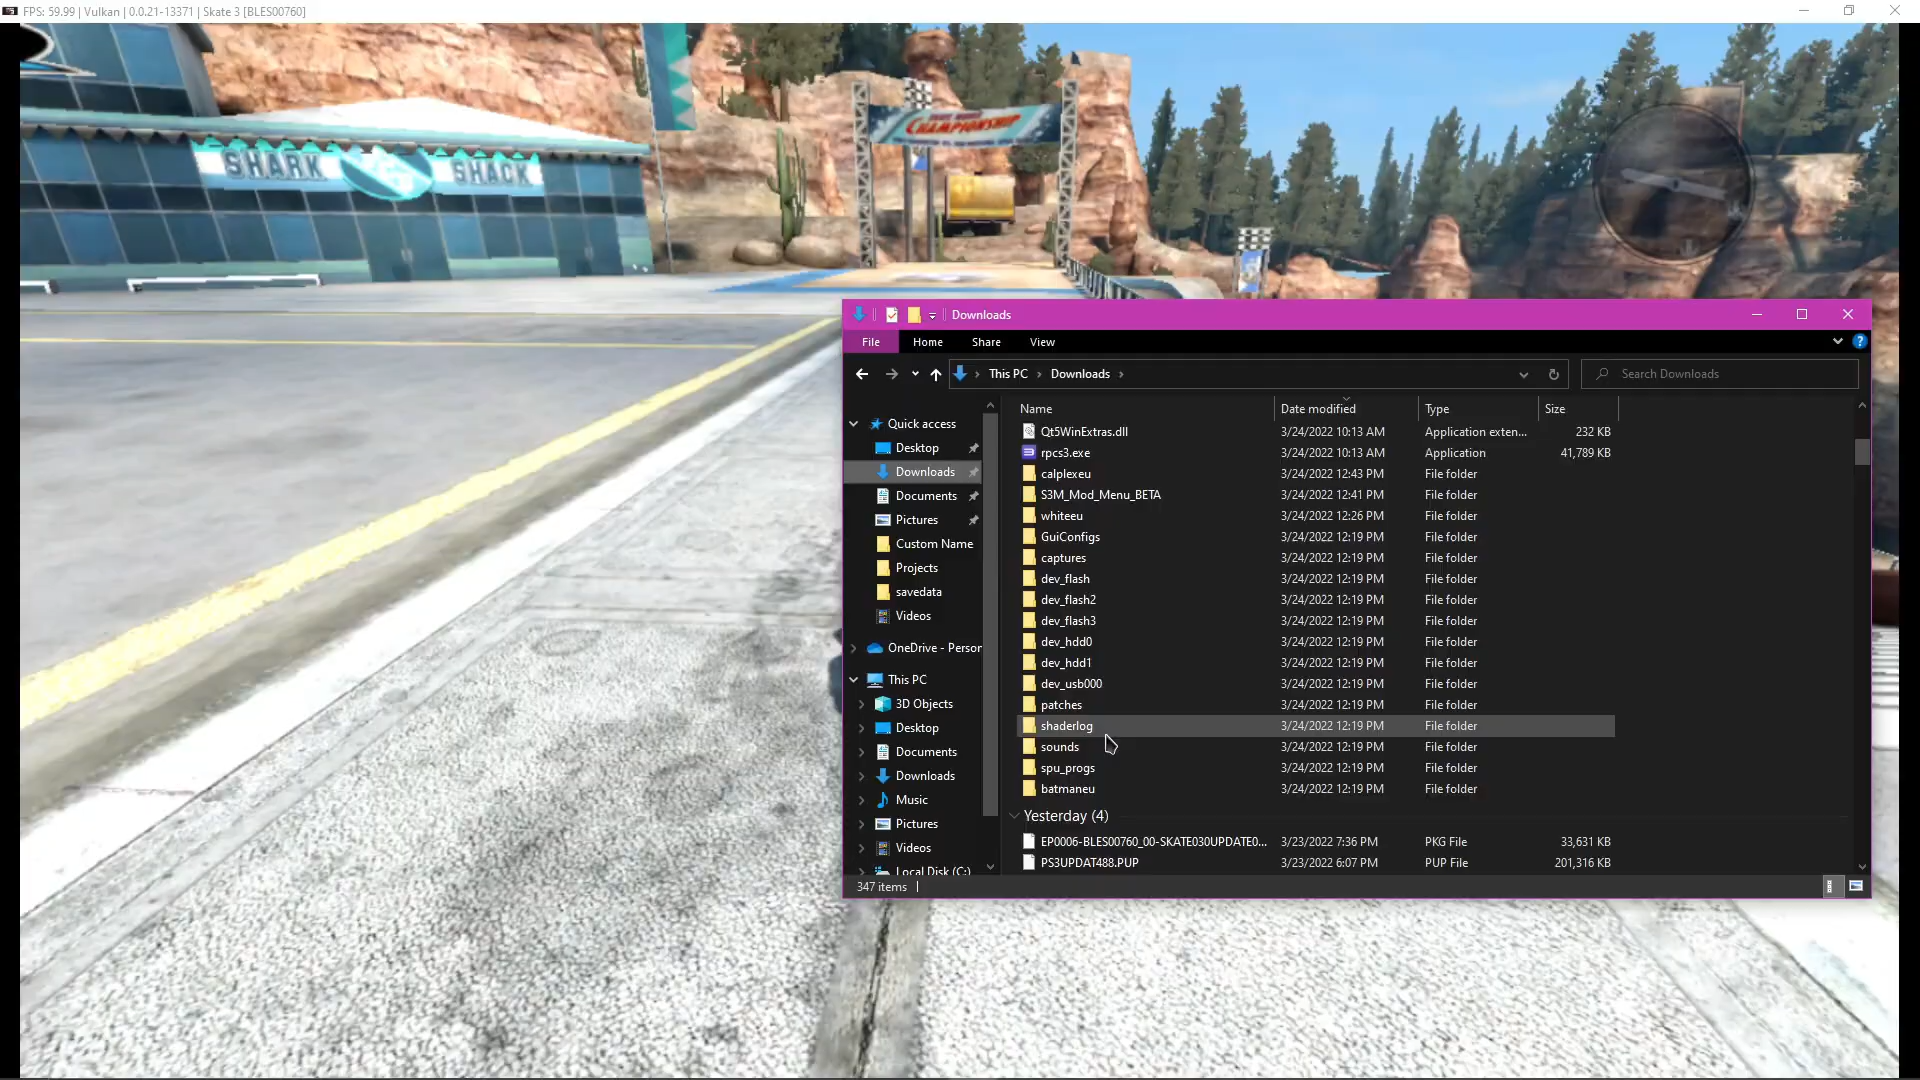 FPS: 59.99 | Vulkan | 0.0.21-13371 | Skate 3 [BLES00760]
SHARK SHACK
CHAMPIONSHIP
Downloads
File Home Share View
This PC Downloads
Search Downloads
Name Date modified Type Size
Quick access
Desktop
Downloads
Documents
Pictures
Custom Name
Projects
savedata
Videos
OneDrive - Person
This PC
3D Objects
Desktop
Documents
Downloads
Music
Pictures
Videos
Local Disk (C:)
Qt5WinExtras.dll 3/24/2022 10:13 AM Application exten... 232 KB
rpcs3.exe 3/24/2022 10:13 AM Application 41,789 KB
calplexeu 3/24/2022 12:43 PM File folder
S3M_Mod_Menu_BETA 3/24/2022 12:41 PM File folder
whiteeu 3/24/2022 12:26 PM File folder
GuiConfigs 3/24/2022 12:19 PM File folder
captures 3/24/2022 12:19 PM File folder
dev_flash 3/24/2022 12:19 PM File folder
dev_flash2 3/24/2022 12:19 PM File folder
dev_flash3 3/24/2022 12:19 PM File folder
dev_hdd0 3/24/2022 12:19 PM File folder
dev_hdd1 3/24/2022 12:19 PM File folder
dev_usb000 3/24/2022 12:19 PM File folder
patches 3/24/2022 12:19 PM File folder
shaderlog 3/24/2022 12:19 PM File folder
sounds 3/24/2022 12:19 PM File folder
spu_progs 3/24/2022 12:19 PM File folder
batmaneu 3/24/2022 12:19 PM File folder
Yesterday (4)
EP0006-BLES00760_00-SKATE030UPDATE0... 3/23/2022 7:36 PM PKG File 33,631 KB
PS3UPDAT488.PUP 3/23/2022 6:07 PM PUP File 201,316 KB
347 items